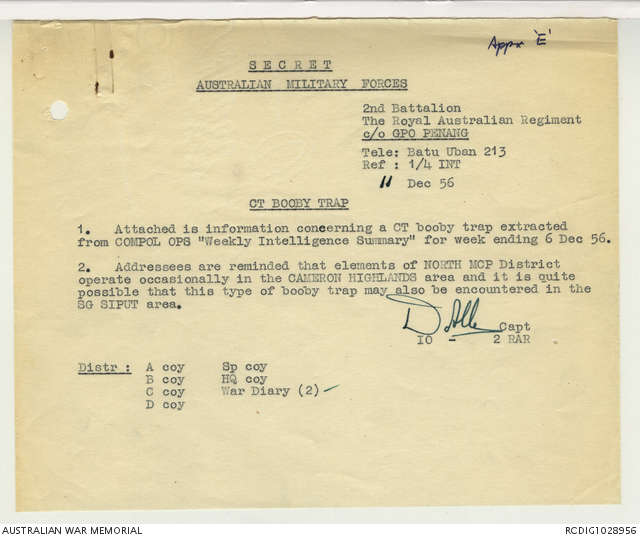 Appx 'E'
SECRET
AUSTRALIAN MILITARY FORCES
2nd Battalion
The Royal Australian Regiment
c/o GPO PENANG
Tele: Batu Uban 213
Ref : 1/4 INT
11 Dec 56
CT BOOBY TRAP
1. Attached is information concerning a CT booby trap extracted
from COMPOL OPS "Weekly Intelligence Summary" for week ending 6 Dec 56.
2. Addressees are reminded that elements of NORTH MCP District
operate occasionally in the CAMERON HIGHLANDS area and it is quite
possible that this type of booby trap may also be encountered in the
SG SIPUT area.
Capt
IO - 2 RAR
Distr : A coy Sp coy
B coy HQ coy
C coy War Diary (2)
D coy
AUSTRALIAN WAR MEMORIAL
RCDIG1028956